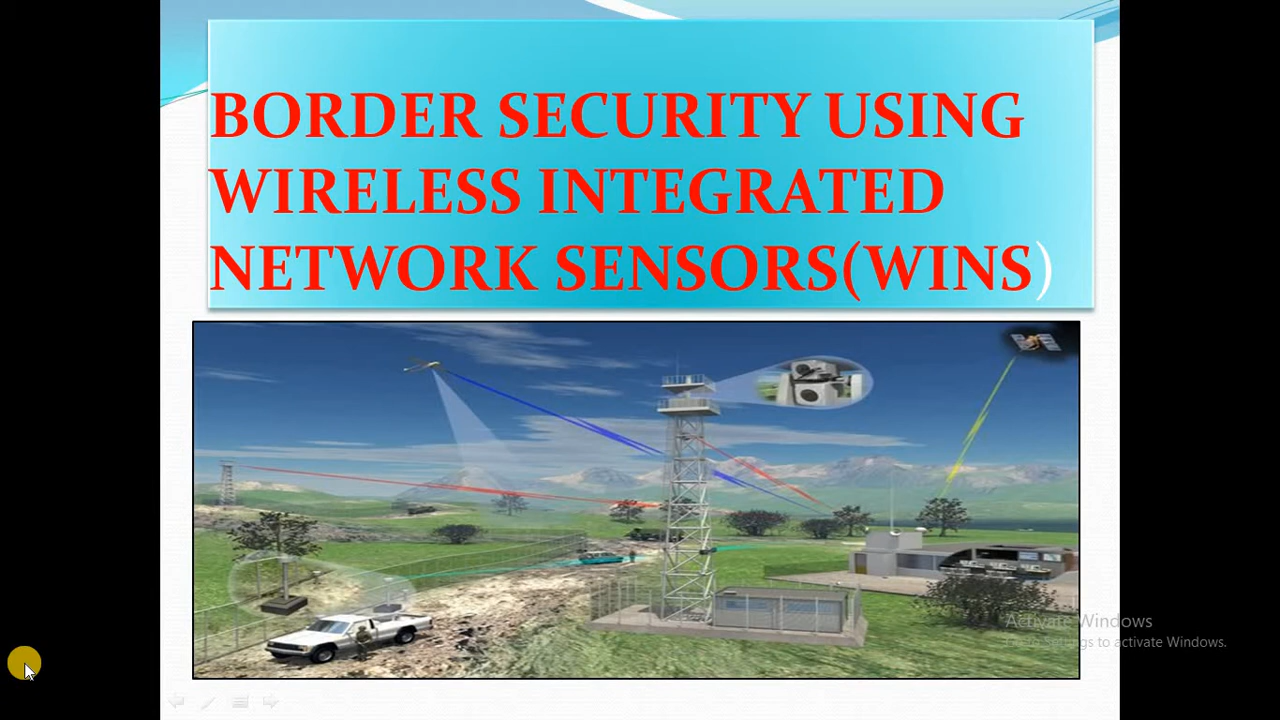 BORDER SECURITY USING
WIRELESS INTEGRATED
NETWORK SENSORS(WINS)
Activate Windows
to activate Windows.